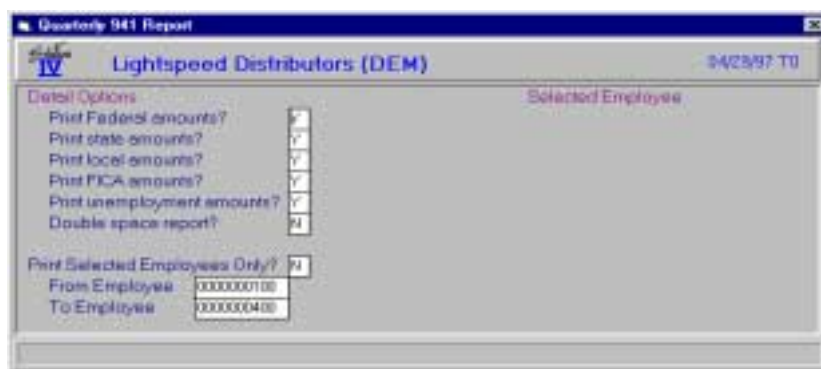 Quarterly 941 Report
IV
Lightspeed Distributors (DEM)
04/29/97 T0
Detail Options
Selected Employee
Print Federal amounts?
Print state amounts? Y
Print local amounts? Y
Print FICA amounts? Y
Print unemployment amounts? Y
Double space report? N
Print Selected Employees Only? N
From Employee 0000000100
To Employee 0000000400